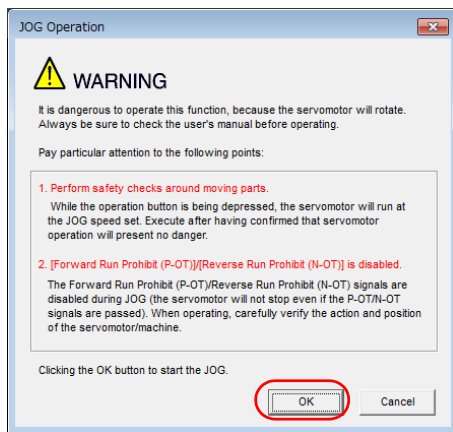 JOG Operation
WARNING
It is dangerous to operate this function, because the servomotor will rotate.
Always be sure to check the user's manual before operating.
Pay particular attention to the following points:
1. Perform safety checks around moving parts.
While the operation button is being depressed, the servomotor will run at
the JOG speed set. Execute after having confirmed that servomotor
operation will present no danger.
2. [Forward Run Prohibit (P-OT)]/[Reverse Run Prohibit (N-OT)] is disabled.
The Forward Run Prohibit (P-OT)/Reverse Run Prohibit (N-OT) signals are
disabled during JOG (the servomotor will not stop even if the P-OT/N-OT
signals are passed). When operating, carefully verify the action and position
of the servomotor/machine.
Clicking the OK button to start the JOG.
OK
Cancel